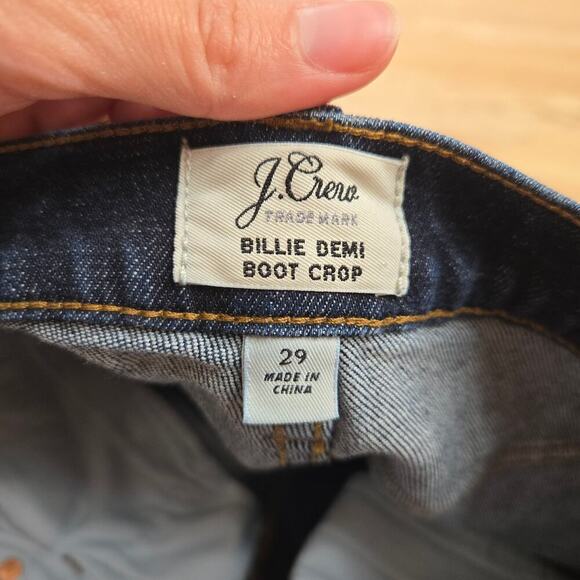 J.Crew
TRADE MARK
BILLIE DEMI
BOOT CROP
29
MADE IN
CHINA